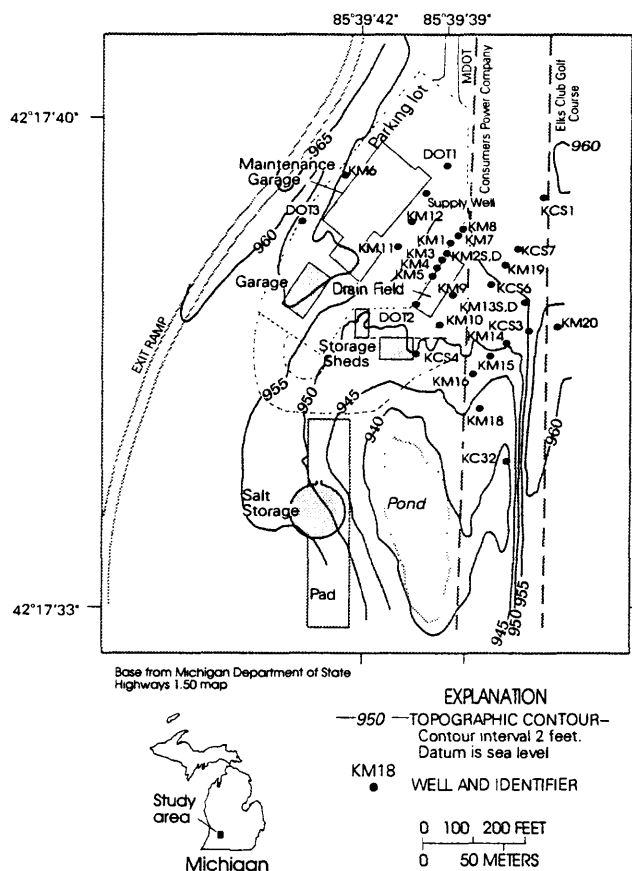 85°39'42" 85°39'39"
42°17'40"
42°17'33"
MDOT
Consumers Power Company
Elks Club Golf
Course
960
965
Parking lot
Maintenance
Garage
KM6
DOT1
Supply Well
KCS1
DOT3
KM12
KM8
KM1
KM7
960
KM11
KM3
KM2S,D
KCS7
KM4
KM19
Garage
KM5
Drain Field
KM9
KCS6
KM13S,D
DOT2
KM10
KCS3
KM20
KM14
EXIT RAMP
Storage
Sheds
KCS4
KM15
955
950
945
KM16
940
KM18
960
KC32
Salt
Storage
Pond
Pad
945
950
955
Base from Michigan Department of State
Highways 1.50 map
EXPLANATION
950 TOPOGRAPHIC CONTOUR—
Contour interval 2 feet.
Datum is sea level
KM18
WELL AND IDENTIFIER
Study
area
Michigan
0 100 200 FEET
0 50 METERS